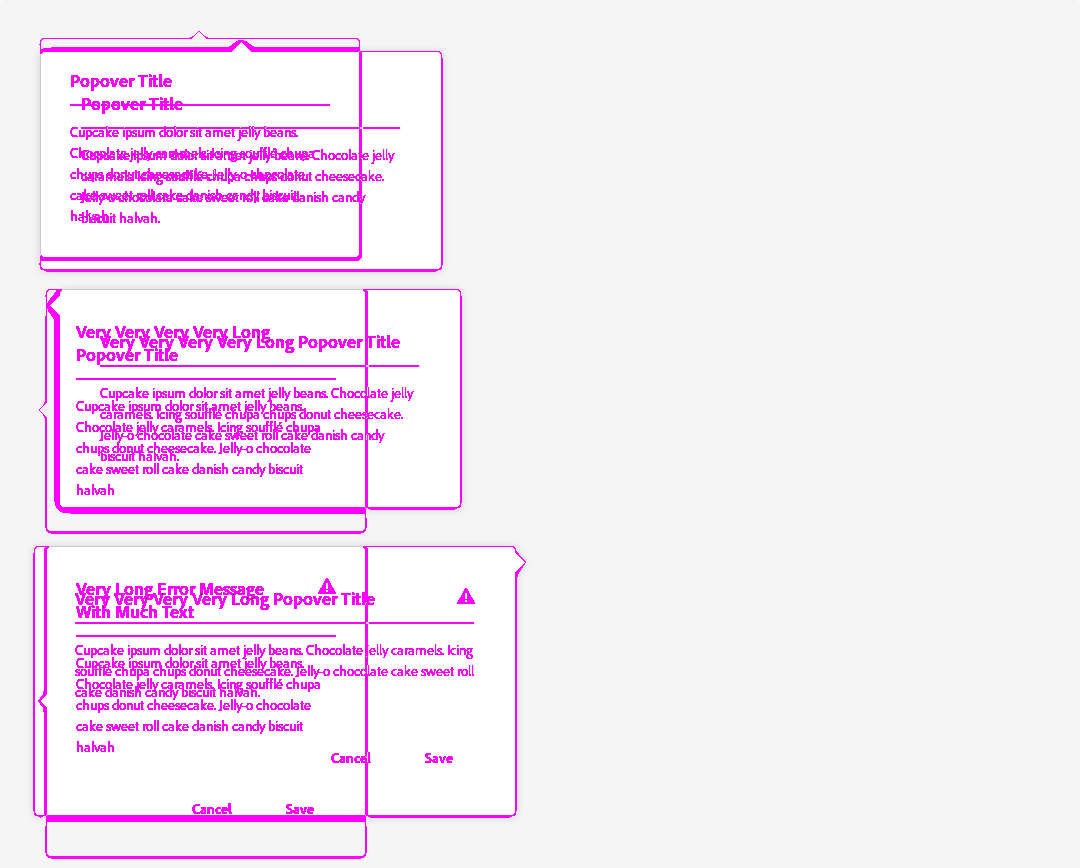 Popover Title
Popover Title
Cupcake ipsum dolor sit amet jelly beans.
Chocolate jelly caramels. Icing soufflé chupa
chups donut cheesecake. Jelly-o chocolate
cake sweet roll cake danish candy biscuit
halvah.
Cupcake ipsum dolor sit amet jelly beans. Chocolate jelly
caramels. Icing soufflé chupa chups donut cheesecake.
Jelly-o chocolate cake sweet roll cake danish candy
biscuit halvah.
Very Very Very Very Long
Popover Title
Very Very Very Very Long Popover Title
Cupcake ipsum dolor sit amet jelly beans. Chocolate jelly
caramels. Icing soufflé chupa chups donut cheesecake.
Jelly-o chocolate cake sweet roll cake danish candy
biscuit halvah.
Cupcake ipsum dolor sit amet jelly beans.
Chocolate jelly caramels. Icing soufflé chupa
chups donut cheesecake. Jelly-o chocolate
cake sweet roll cake danish candy biscuit
halvah
Very Long Error Message
With Much Text
Very Very Very Very Long Popover Title
Cupcake ipsum dolor sit amet jelly beans. Chocolate jelly caramels. Icing
soufflé chupa chups donut cheesecake. Jelly-o chocolate cake sweet roll
cake danish candy biscuit halvah.
Cupcake ipsum dolor sit amet jelly beans.
Chocolate jelly caramels. Icing soufflé chupa
chups donut cheesecake. Jelly-o chocolate
cake sweet roll cake danish candy biscuit
halvah
Cancel Save
Cancel Save